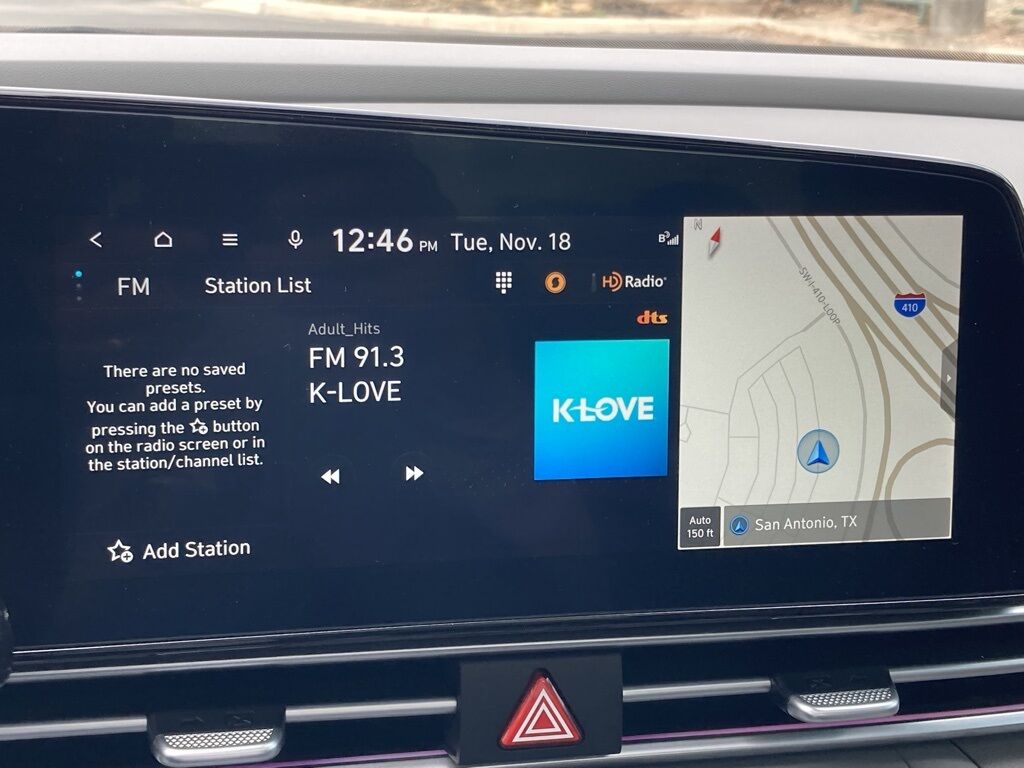 12:46 PM Tue, Nov. 18
B
FM
Station List
HD Radio
dts
There are no saved
presets.
You can add a preset by
pressing the button
on the radio screen or in
the station/channel list.
Adult_Hits
FM 91.3
K-LOVE
K-LOVE
Add Station
N
SW I-410-LOOP
410
Auto
150 ft
San Antonio, TX